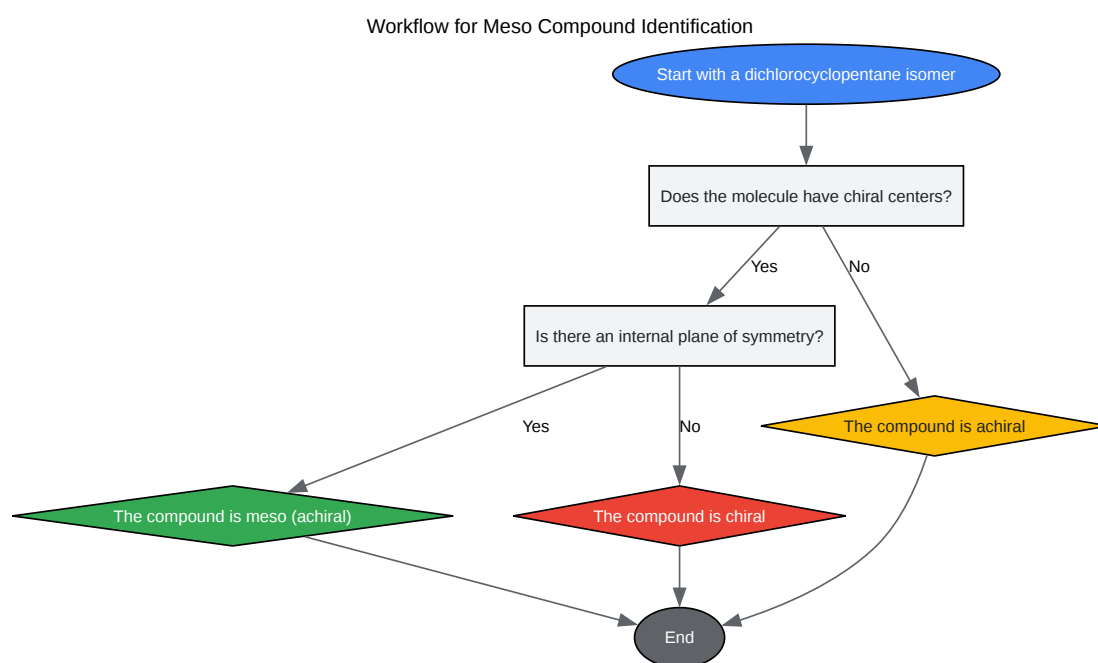 Workflow for Meso Compound Identification
Start with a dichlorocyclopentane isomer
Does the molecule have chiral centers?
Yes
No
Is there an internal plane of symmetry?
Yes
No
The compound is achiral
The compound is meso (achiral)
The compound is chiral
End